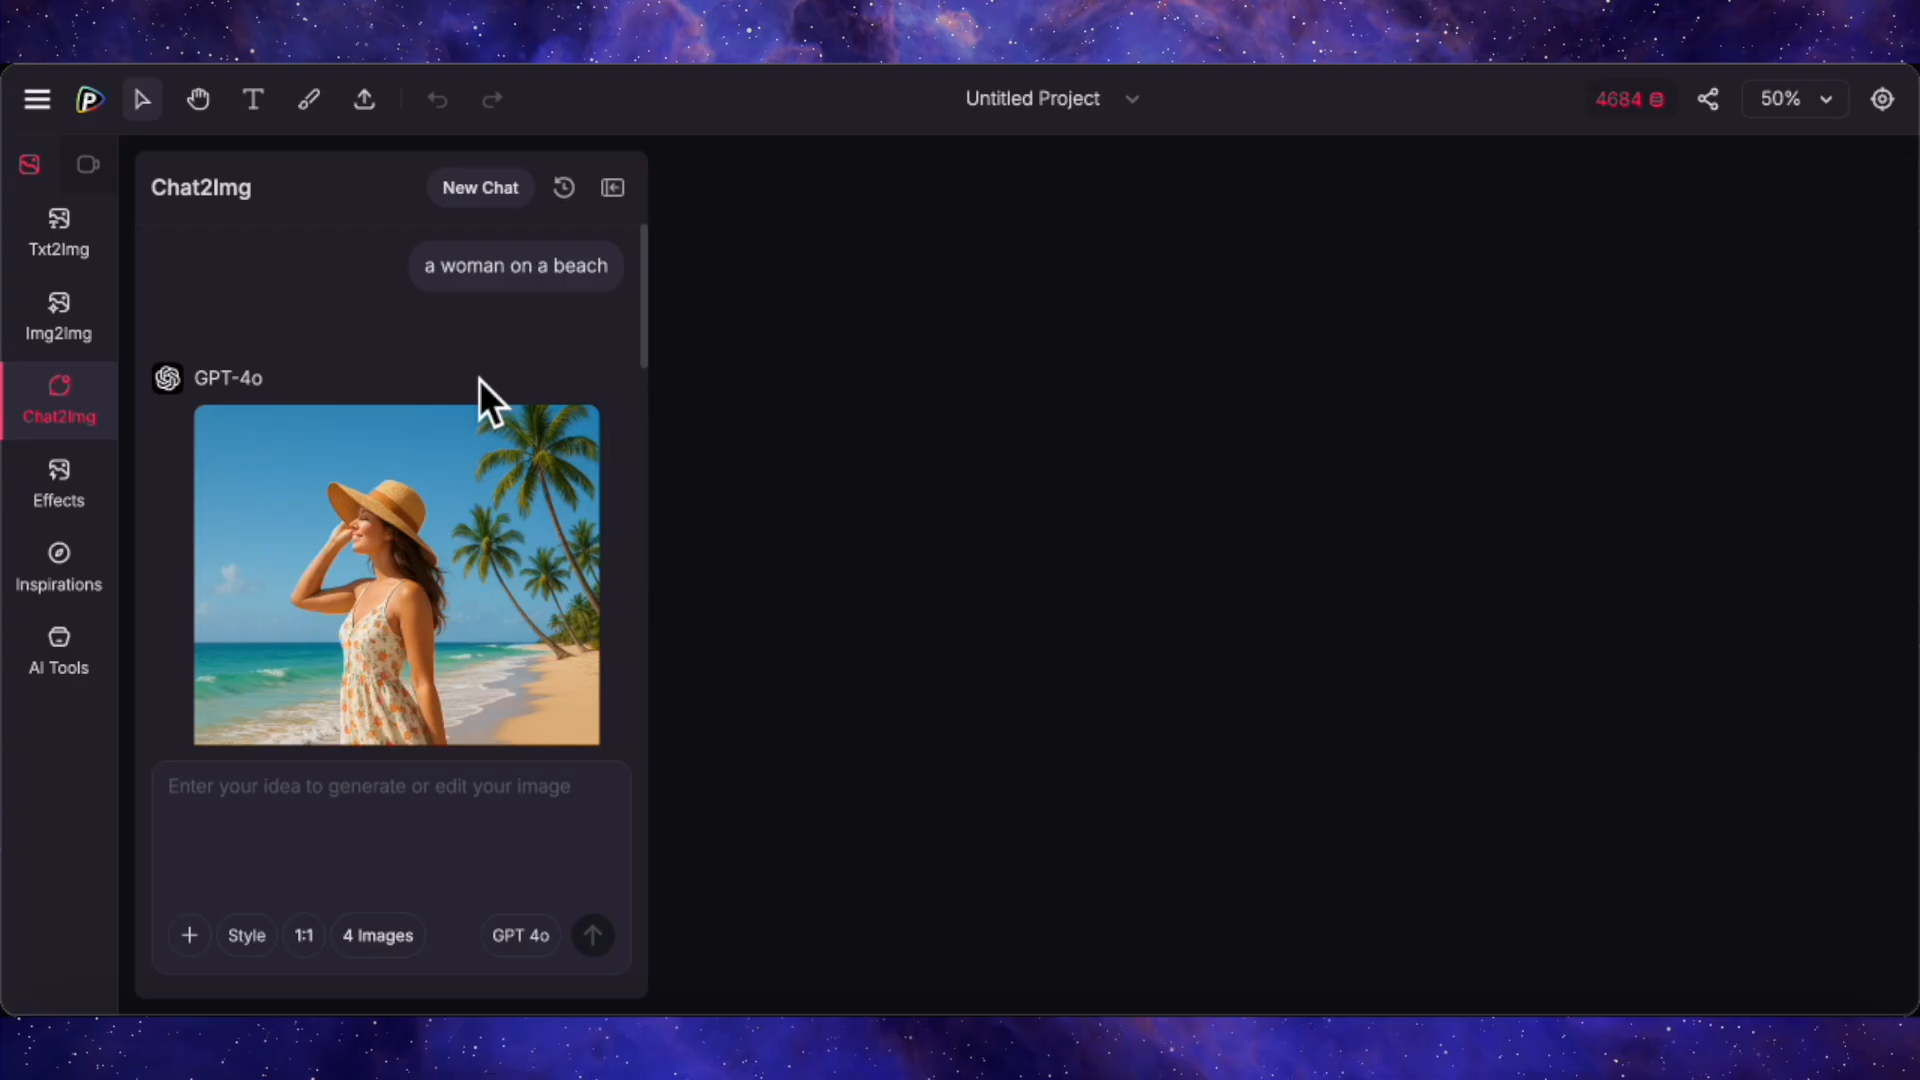 Untitled Project
4684
50%
Chat2Img
New Chat
Txt2Img
Img2Img
Chat2Img
Effects
Inspirations
AI Tools
a woman on a beach
GPT-4o
Enter your idea to generate or edit your image
Style
1:1
4 Images
GPT 4o